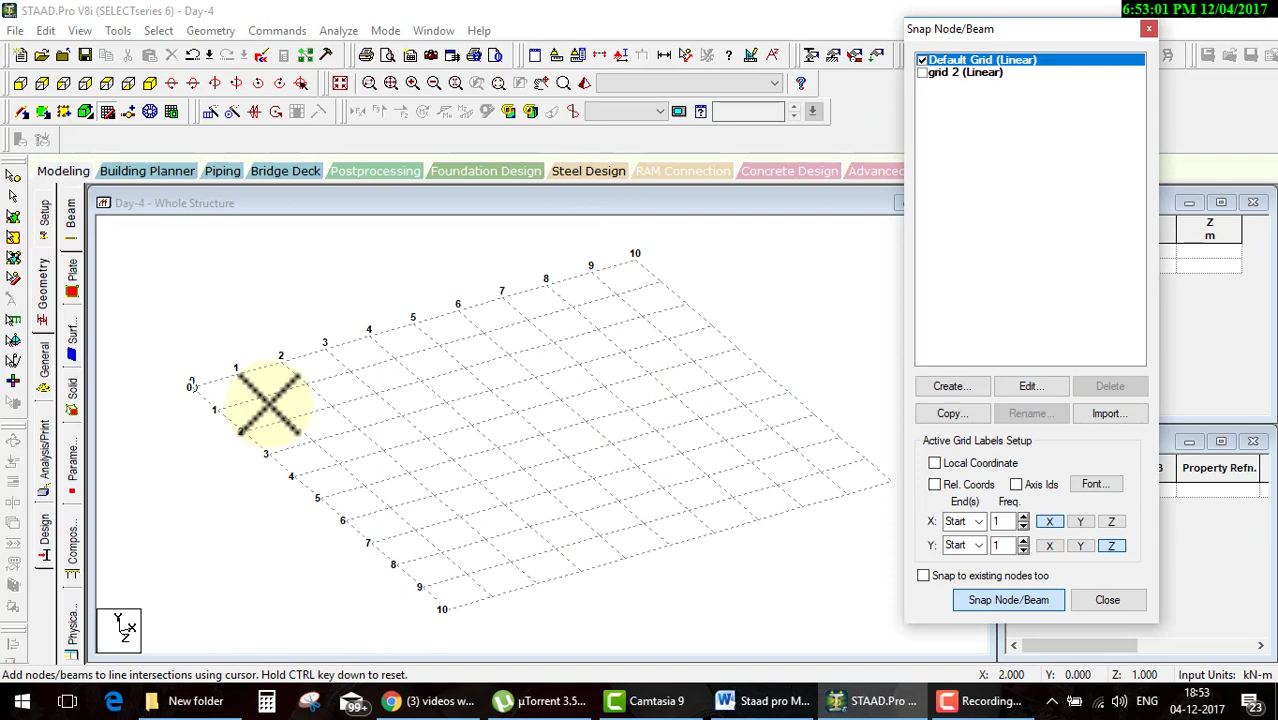 STAAD.Pro V8i (SELECTseries 6) - Day-4
6:53:01 PM 12/04/2017
File Edit View Tools Select Geometry Commands Analyze Mode Window Help
Modeling Building Planner Piping Bridge Deck Postprocessing Foundation Design Steel Design RAM Connection Concrete Design Advanced
Day-4 - Whole Structure
Setup
Geometry
General
Analysis/Print
Design
Beam
Plate
Surf...
Solid
Parame...
Compos...
Physica...
0 1 2 3 4 5 6 7 8 9 10
0 1 2 3 4 5 6 7 8 9 10
Y
X
Z
Snap Node/Beam
Default Grid (Linear)
grid 2 (Linear)
Create... Edit... Delete
Copy... Rename... Import...
Active Grid Labels Setup
Local Coordinate
Rel. Coords Axis Ids Font...
End(s) Freq.
X: Start 1 X Y Z
Y: Start 1 X Y Z
Snap to existing nodes too
Snap Node/Beam Close
Z
m
B Property Refn.
Add nodes/beams to line intersections using cursor. Hold CTRL key down to reset.
X: 2.000 Y: 0.000 Z: 1.000 Input Units: kN-m
New folder
(3) videos w...
µTorrent 3.5....
Camtasia 9
Staad pro M...
STAAD.Pro ...
Recording...
99+
ENG
18:53
04-12-2017
23